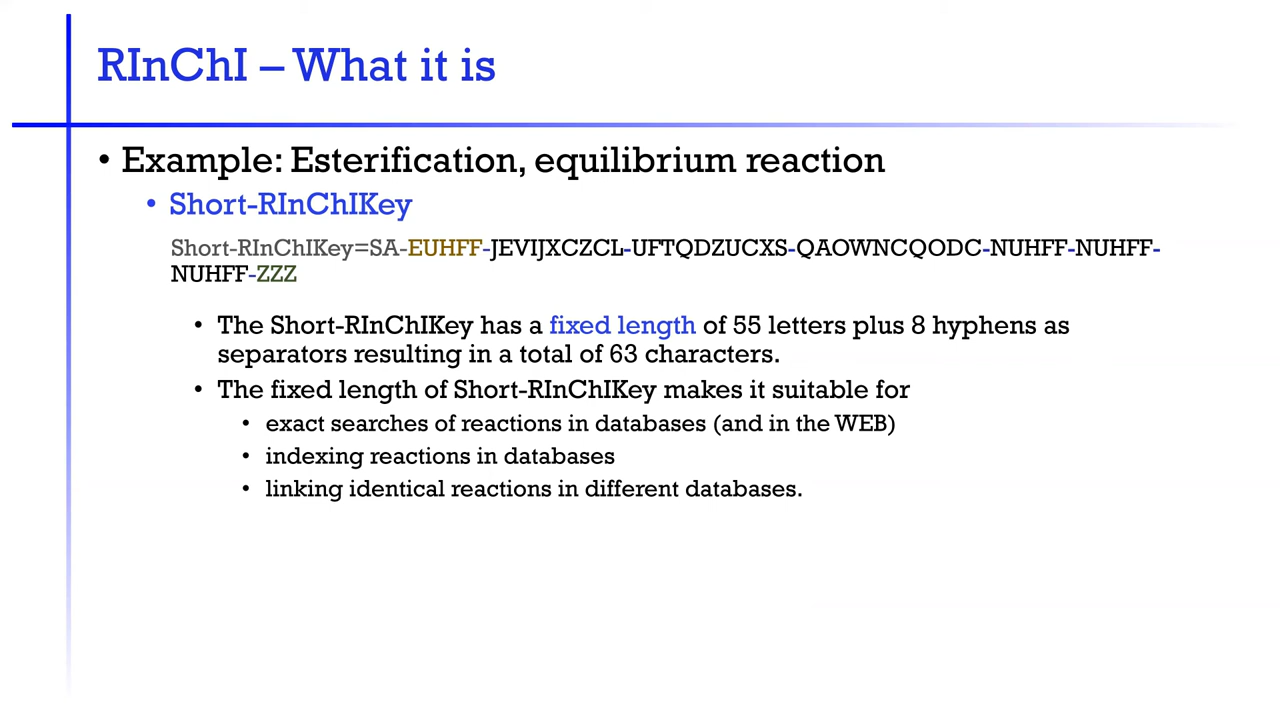 RInChI – What it is
• Example: Esterification, equilibrium reaction
• Short-RInChIKey
Short-RInChIKey=SA-EUHFF-JEVIJXCZCL-UFTQDZUCXS-QAOWNCQODC-NUHFF-NUHFF-
NUHFF-ZZZ
• The Short-RInChIKey has a fixed length of 55 letters plus 8 hyphens as
separators resulting in a total of 63 characters.
• The fixed length of Short-RInChIKey makes it suitable for
• exact searches of reactions in databases (and in the WEB)
• indexing reactions in databases
• linking identical reactions in different databases.